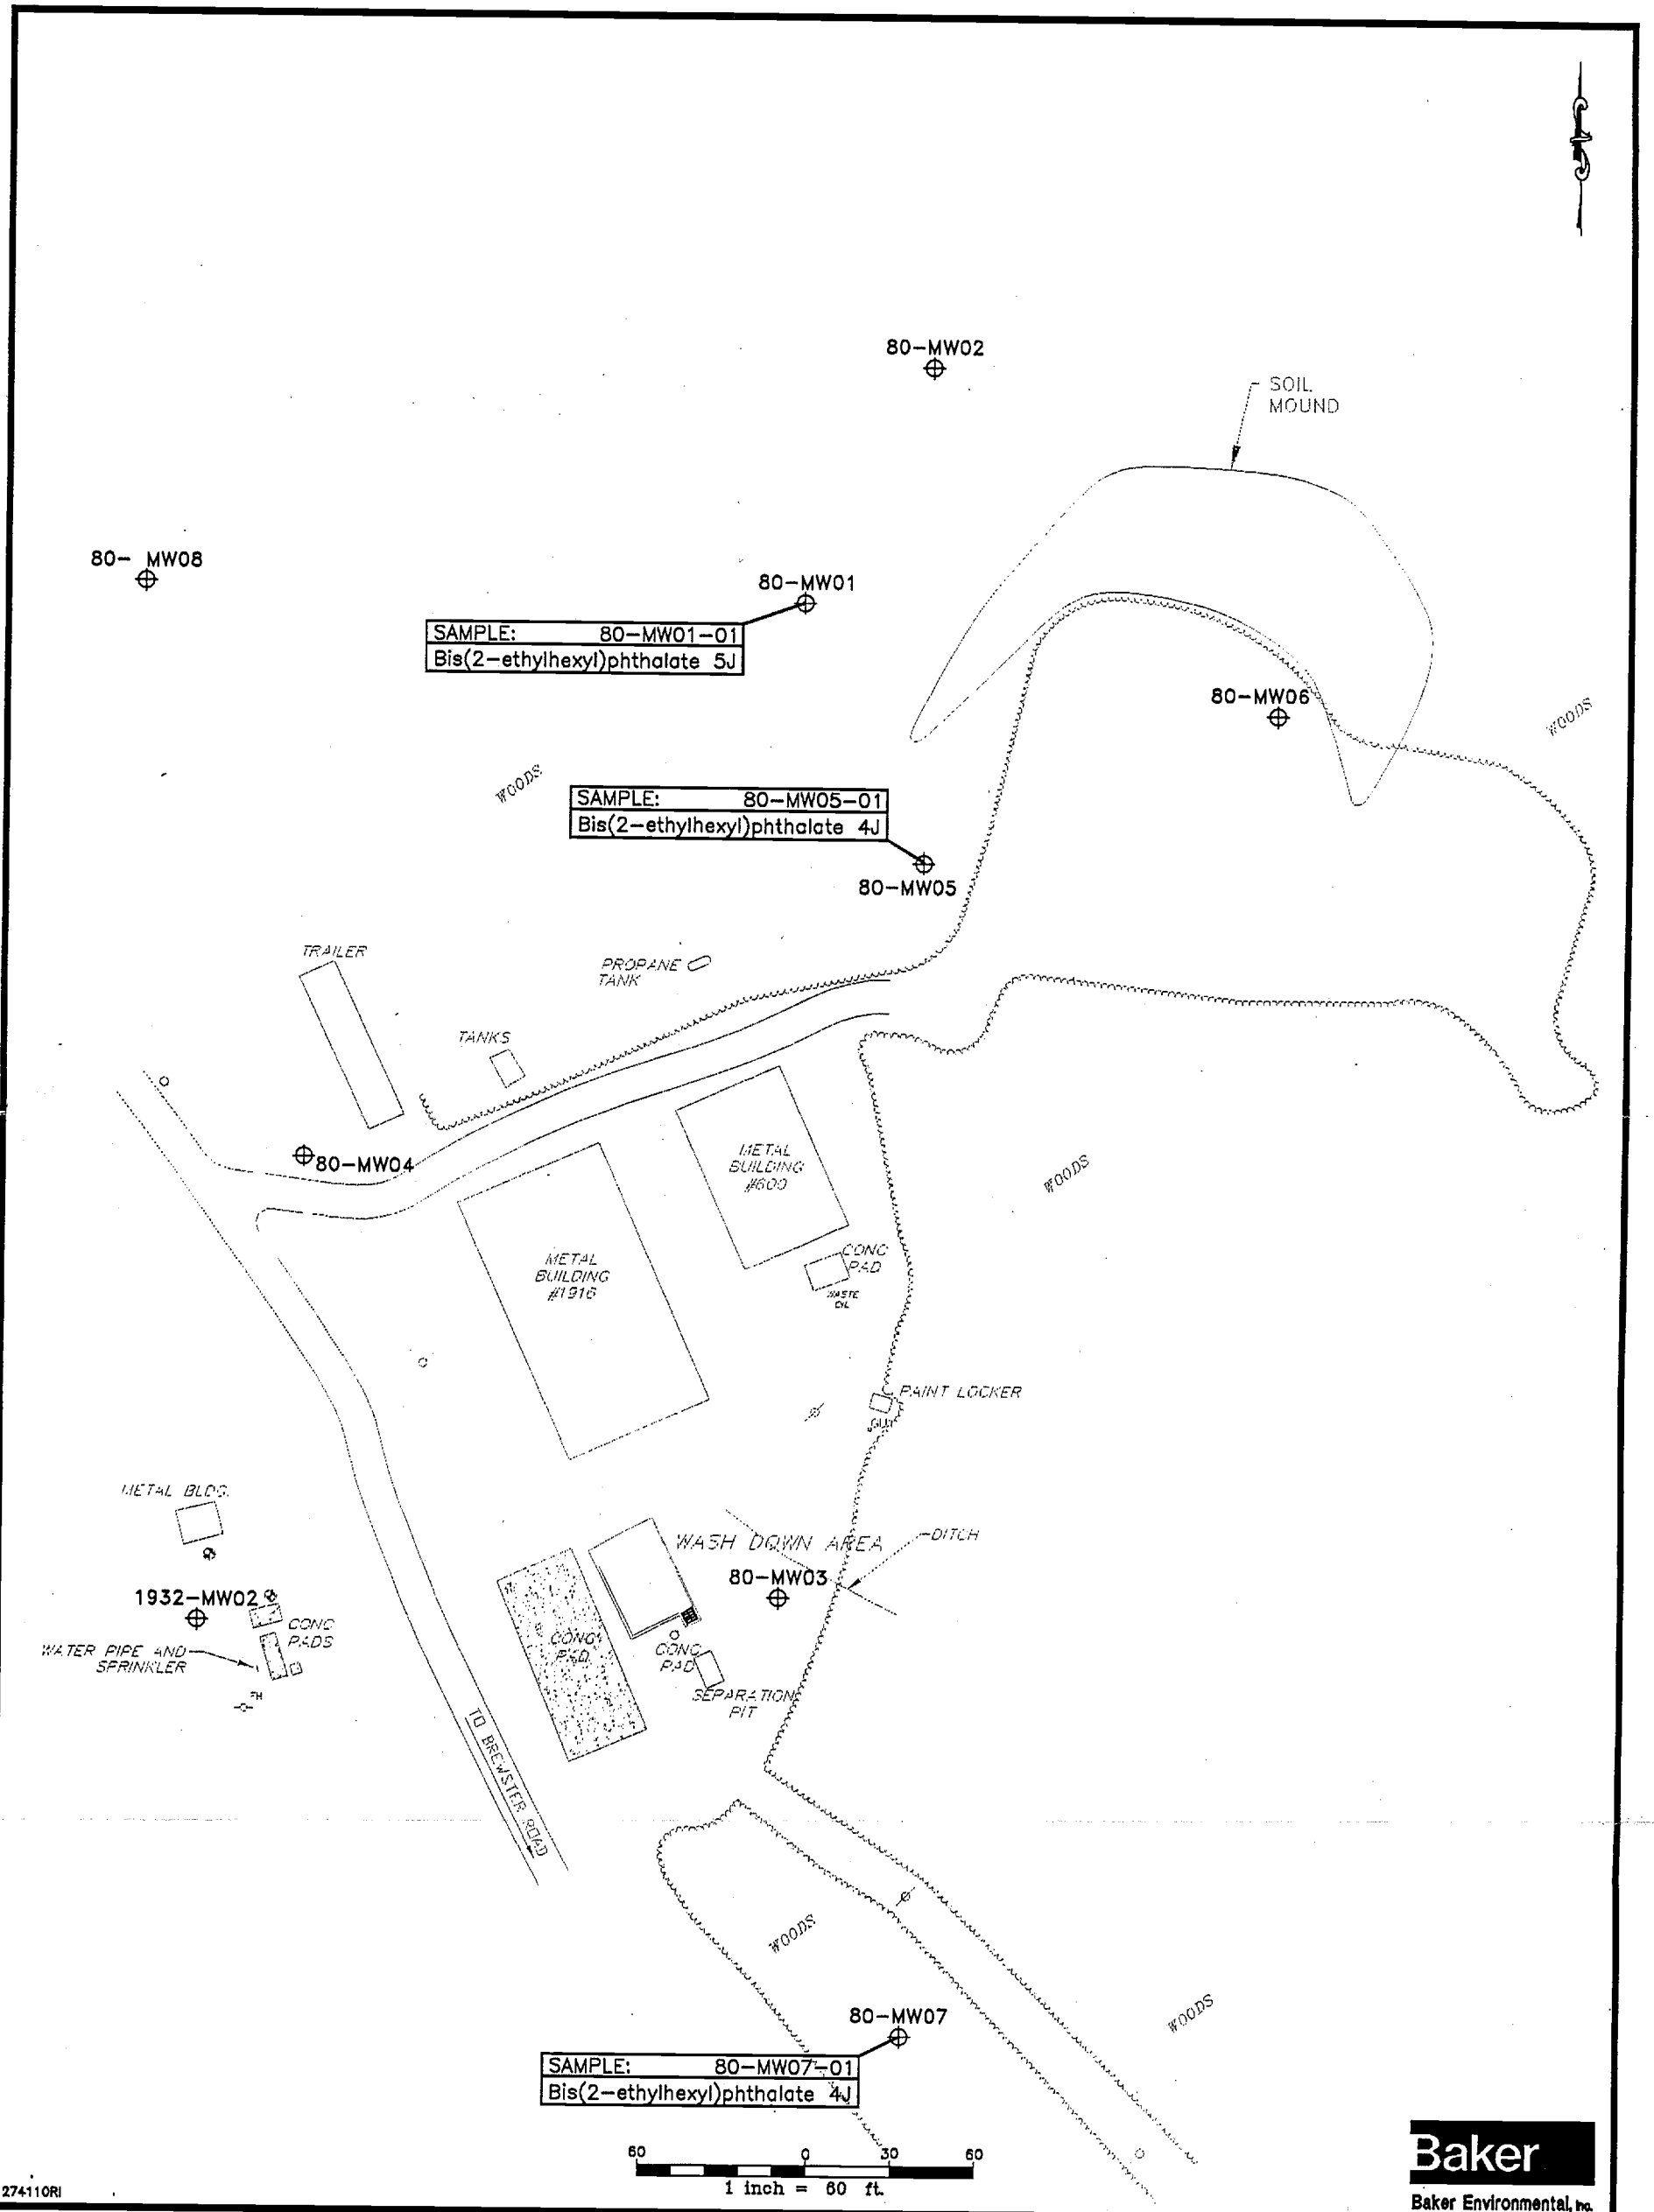 80-MW02
SOIL
MOUND
80- MW08
80-MW01
SAMPLE: 80-MW01-01
Bis(2-ethylhexyl)phthalate 5J
80-MW06
WOODS
WOODS
SAMPLE: 80-MW05-01
Bis(2-ethylhexyl)phthalate 4J
80-MW05
TRAILER
PROPANE
TANK
TANKS
80-MW04
METAL
BUILDING
#600
WOODS
METAL
BUILDING
#1916
CONC
PAD
WASTE
OIL
PAINT LOCKER
METAL BLDG.
WASH DOWN AREA
DITCH
80-MW03
1932-MW02
CONC
PADS
WATER PIPE AND
SPRINKLER
FH
CONC
PAD
CONC
PAD
SEPARATION
PIT
TO BREWSTER ROAD
WOODS
WOODS
80-MW07
SAMPLE: 80-MW07-01
Bis(2-ethylhexyl)phthalate 4J
60 0 30 60
1 inch = 60 ft.
274110RI
Baker
Baker Environmental, Inc.